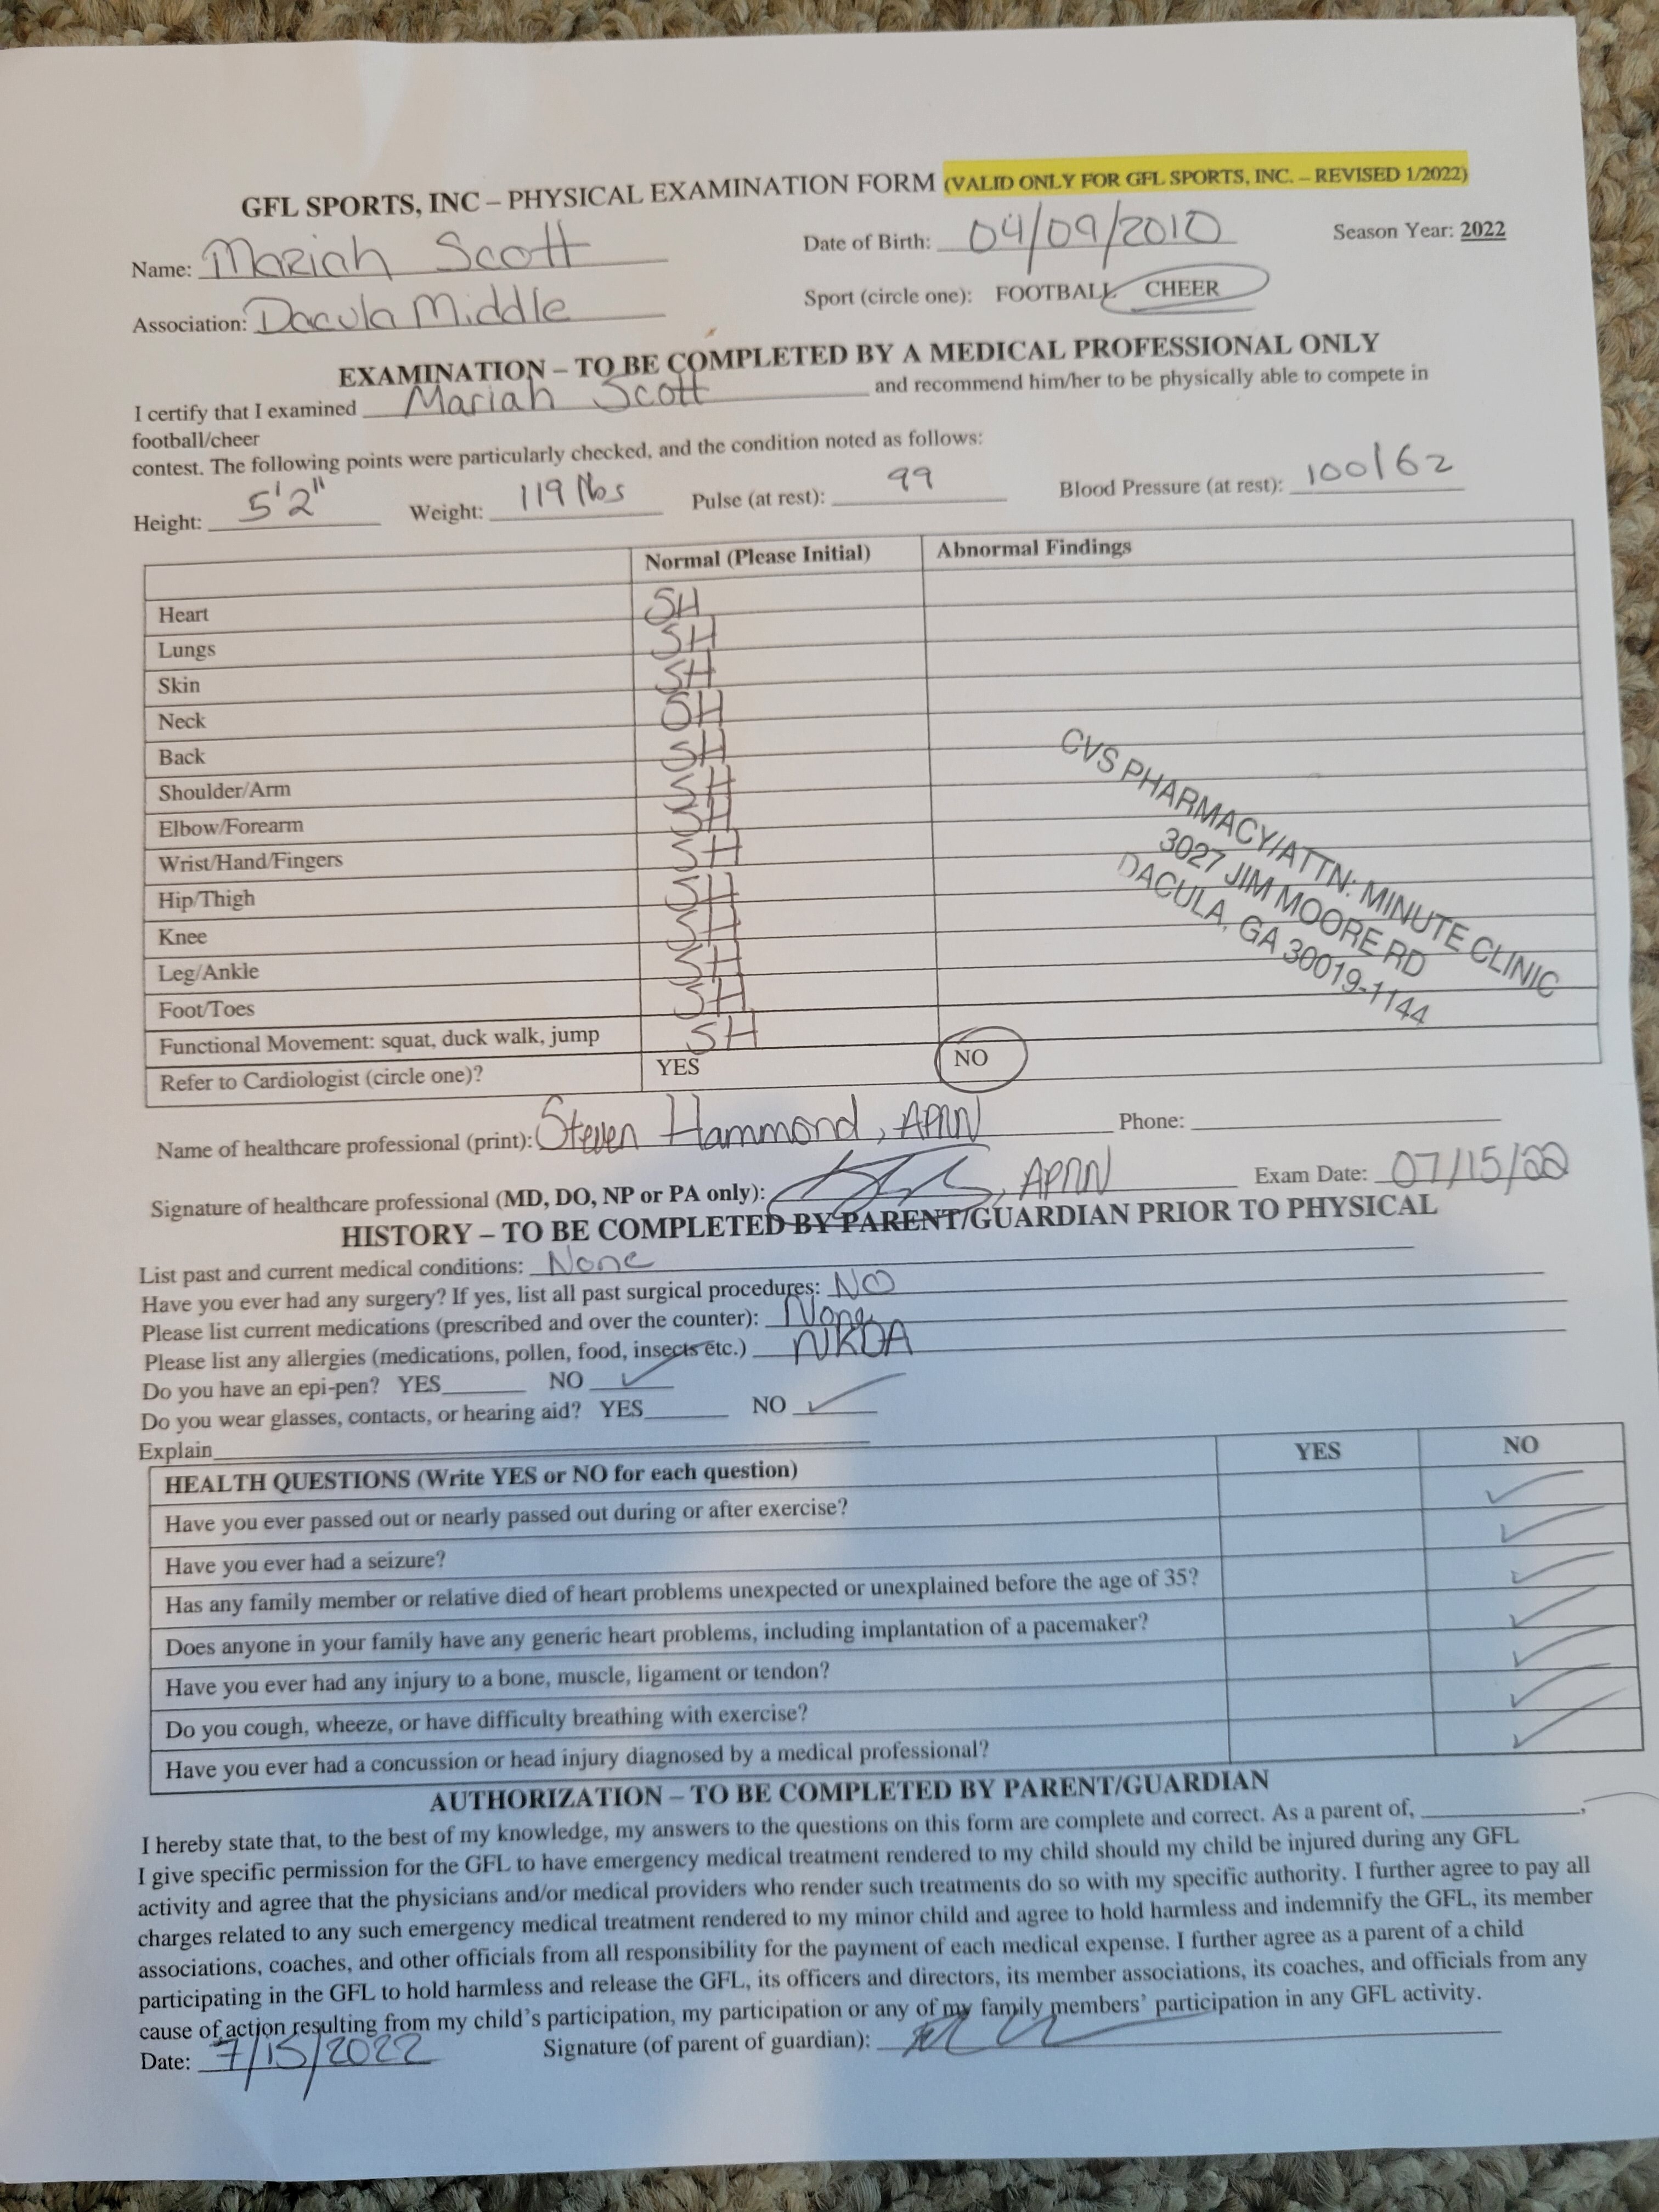 GFL SPORTS, INC – PHYSICAL EXAMINATION FORM (VALID ONLY FOR GFL SPORTS, INC. – REVISED 1/2022)
Name: Mariah Scott Date of Birth: 04/09/2010 Season Year: 2022
Association: Dacula Middle Sport (circle one): FOOTBALL CHEER
EXAMINATION – TO BE COMPLETED BY A MEDICAL PROFESSIONAL ONLY
I certify that I examined Mariah Scott and recommend him/her to be physically able to compete in
football/cheer
contest. The following points were particularly checked, and the condition noted as follows:
Height: 5'2" Weight: 119 lbs Pulse (at rest): 99 Blood Pressure (at rest): 100/62
Normal (Please Initial) Abnormal Findings
Heart SH
Lungs SH
Skin SH
Neck SH
Back SH
Shoulder/Arm SH
Elbow/Forearm SH
Wrist/Hand/Fingers SH
Hip/Thigh SH
Knee SH
Leg/Ankle SH
Foot/Toes SH
Functional Movement: squat, duck walk, jump SH
Refer to Cardiologist (circle one)? YES NO
CVS PHARMACY/ATTN: MINUTE CLINIC
3027 JIM MOORE RD
DACULA, GA 30019-1144
Name of healthcare professional (print): Steven Hammond, APRN Phone:
Signature of healthcare professional (MD, DO, NP or PA only): , APRN Exam Date: 07/15/22
HISTORY – TO BE COMPLETED BY PARENT/GUARDIAN PRIOR TO PHYSICAL
List past and current medical conditions: None
Have you ever had any surgery? If yes, list all past surgical procedures: NO
Please list current medications (prescribed and over the counter): None
Please list any allergies (medications, pollen, food, insects etc.) NKDA
Do you have an epi-pen? YES NO ✓
Do you wear glasses, contacts, or hearing aid? YES NO ✓
Explain
HEALTH QUESTIONS (Write YES or NO for each question) YES NO
Have you ever passed out or nearly passed out during or after exercise? ✓
Have you ever had a seizure? ✓
Has any family member or relative died of heart problems unexpected or unexplained before the age of 35? ✓
Does anyone in your family have any generic heart problems, including implantation of a pacemaker? ✓
Have you ever had any injury to a bone, muscle, ligament or tendon? ✓
Do you cough, wheeze, or have difficulty breathing with exercise? ✓
Have you ever had a concussion or head injury diagnosed by a medical professional? ✓
AUTHORIZATION – TO BE COMPLETED BY PARENT/GUARDIAN
I hereby state that, to the best of my knowledge, my answers to the questions on this form are complete and correct. As a parent of, ,
I give specific permission for the GFL to have emergency medical treatment rendered to my child should my child be injured during any GFL
activity and agree that the physicians and/or medical providers who render such treatments do so with my specific authority. I further agree to pay all
charges related to any such emergency medical treatment rendered to my minor child and agree to hold harmless and indemnify the GFL, its member
associations, coaches, and other officials from all responsibility for the payment of each medical expense. I further agree as a parent of a child
participating in the GFL to hold harmless and release the GFL, its officers and directors, its member associations, its coaches, and officials from any
cause of action resulting from my child's participation, my participation or any of my family members' participation in any GFL activity.
Date: 7/15/2022 Signature (of parent of guardian):